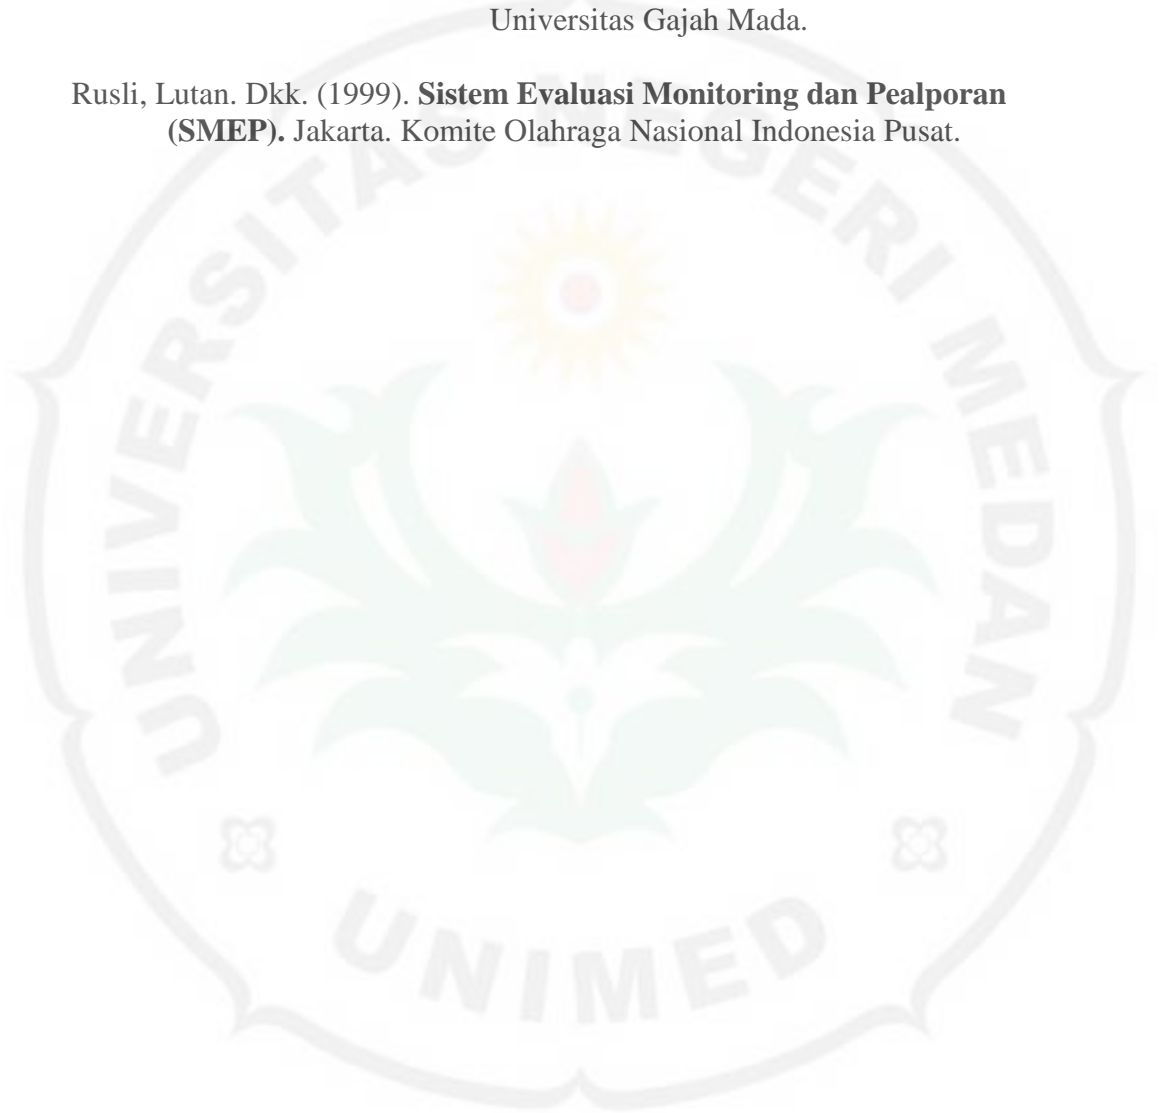 Universitas Gajah Mada.
Rusli, Lutan. Dkk. (1999). Sistem Evaluasi Monitoring dan Pealporan
(SMEP). Jakarta. Komite Olahraga Nasional Indonesia Pusat.
UNIVERSITAS NEGERI MEDAN
UNIMED